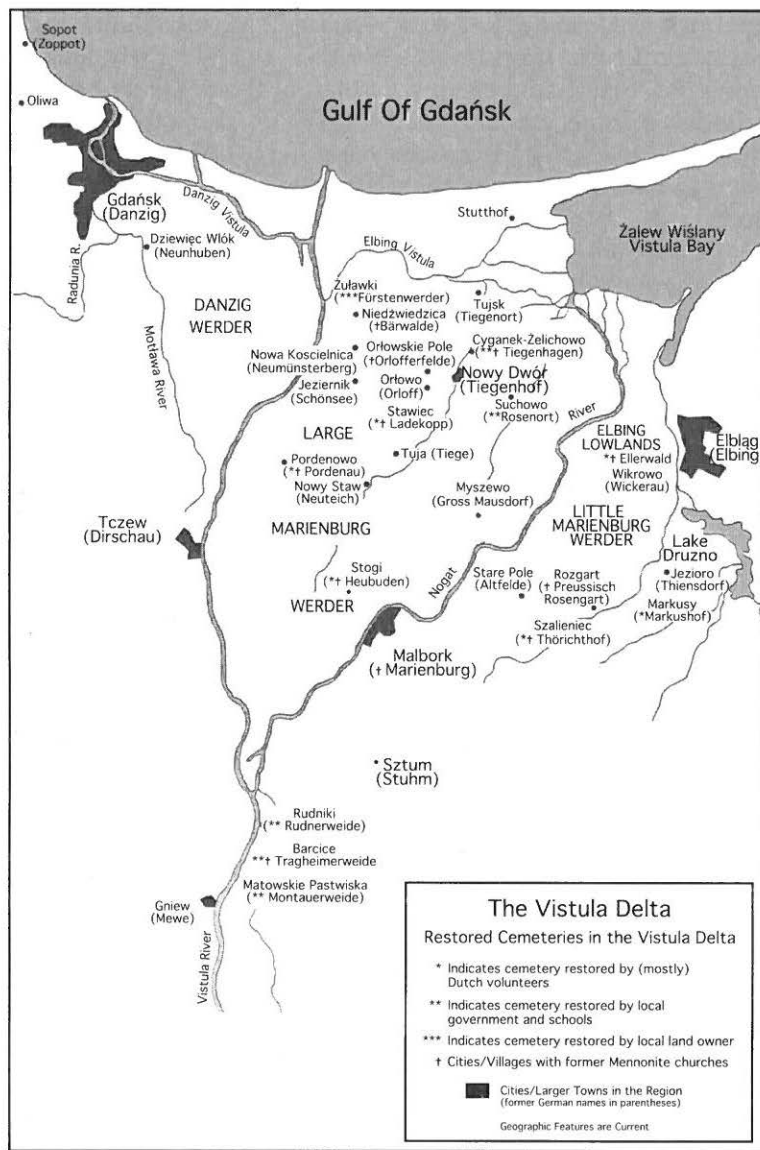 Sopot
(Zoppot)
Oliwa
Gulf Of Gdańsk
Gdańsk
(Danzig)
Danzig Vistula
Stutthof
Żalew Wiślany
Vistula Bay
Radunia R.
Dziewięc Włók
(Neunhuben)
Elbing Vistula
Motława River
DANZIG
WERDER
Żuławki
(***Fürstenwerder)
Niedźwiedzica
(†Bärwalde)
Tujsk
(Tiegenort)
Nowa Koscielnica
(Neumünsterberg)
Orłowskie Pole
(†Orlofferfelde)
Cyganek-Żelichowo
(**† Tiegenhagen)
Jeziernik
(Schönsee)
Orłowo
(Orloff)
Nowy Dwór
(Tiegenhof)
Stawiec
(*† Ladekopp)
Suchowo
(**Rosenort)
River
LARGE
ELBING
LOWLANDS
*† Ellerwald
Wikrowo
(Wickerau)
Elbląg
(Elbing)
Pordenowo
(*† Pordenau)
Tuja (Tiege)
Nowy Staw
(Neuteich)
Myszewo
(Gross Mausdorf)
Tczew
(Dirschau)
MARIENBURG
LITTLE
MARIENBURG
WERDER
Lake
Druzno
Stogi
(*† Heubuden)
Nogat
Stare Pole
(Altfelde)
Rozgart
(† Preussisch
Rosengart)
Jezioro
(Thiensdorf)
WERDER
Markusy
(*Markushof)
Szalieniec
(*† Thörichthof)
Malbork
(† Marienburg)
Sztum
(Stuhm)
Rudniki
(** Rudnerweide)
Barcice
**† Tragheimerweide
Matowskie Pastwiska
(** Montauerweide)
Gniew
(Mewe)
Vistula River
The Vistula Delta
Restored Cemeteries in the Vistula Delta
* Indicates cemetery restored by (mostly)
Dutch volunteers
** Indicates cemetery restored by local
government and schools
*** Indicates cemetery restored by local land owner
† Cities/Villages with former Mennonite churches
Cities/Larger Towns in the Region
(former German names in parentheses)
Geographic Features are Current